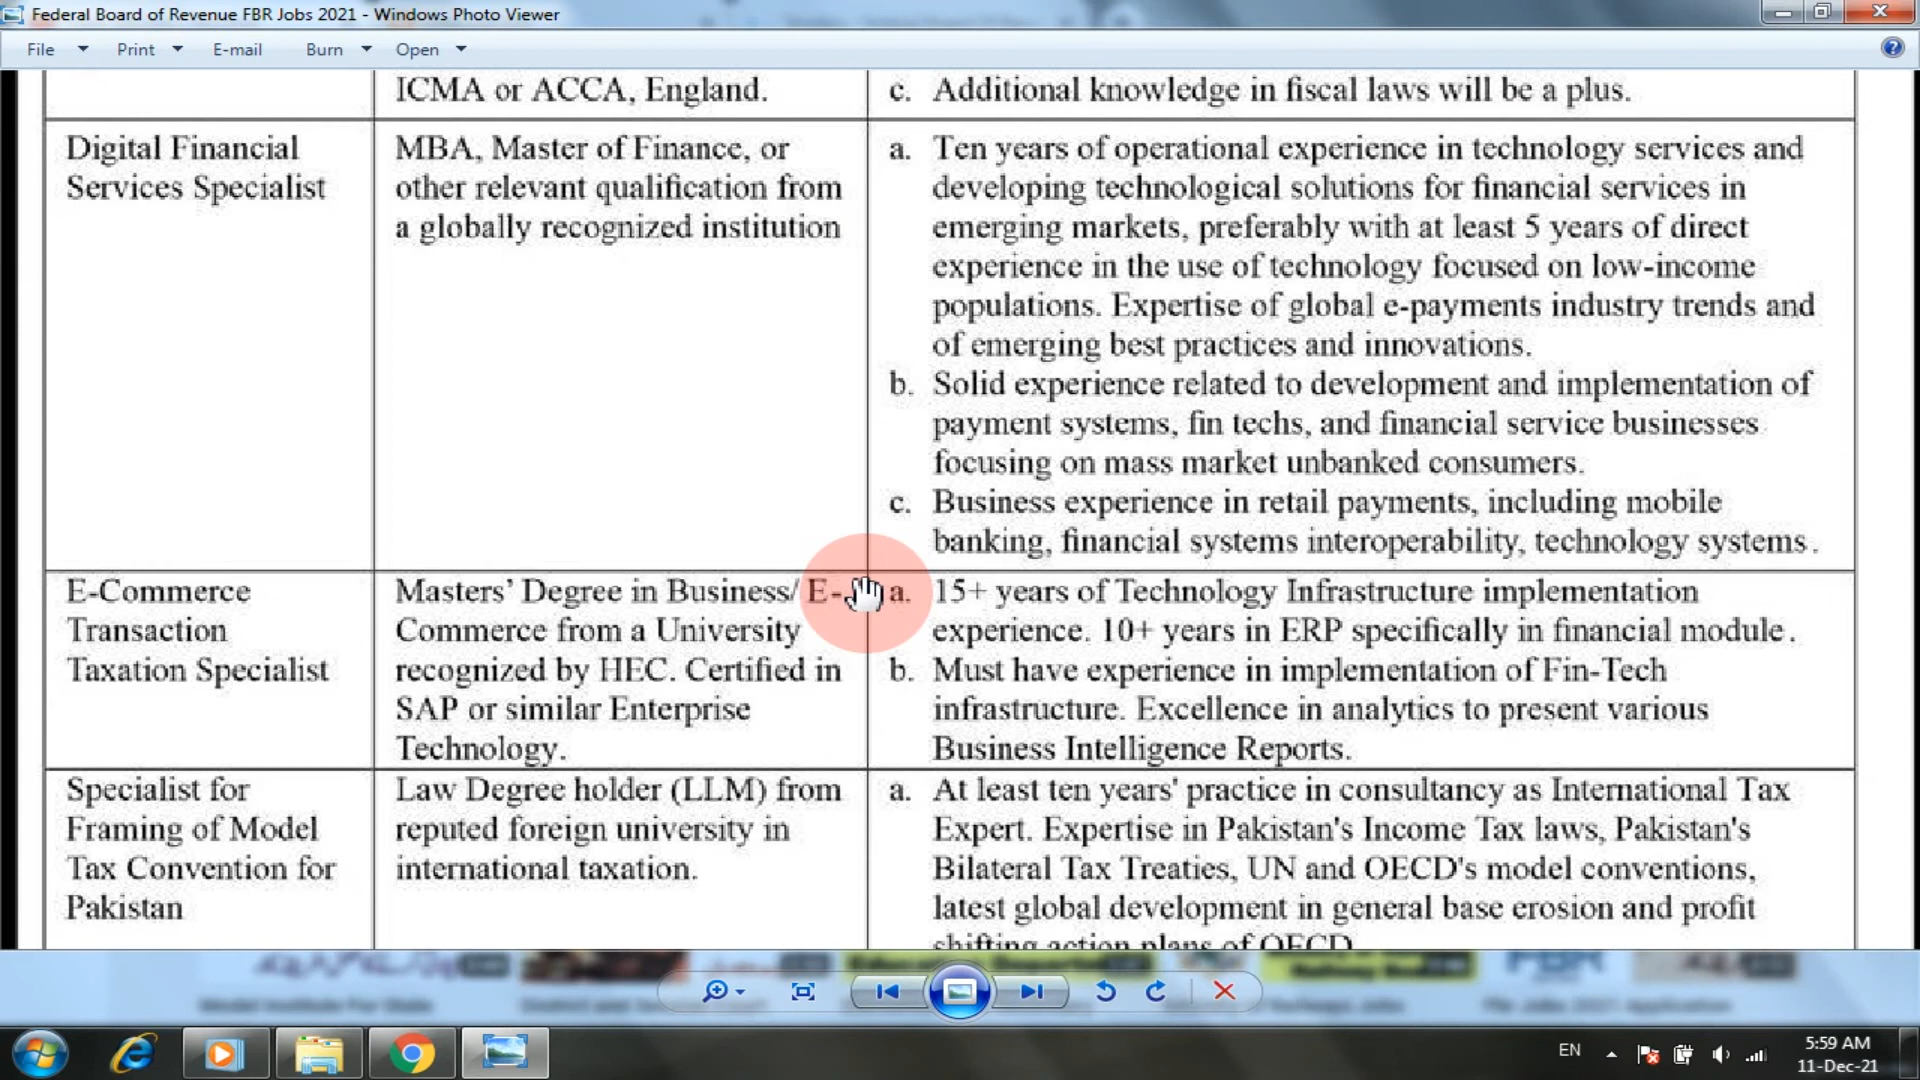 Federal Board of Revenue FBR Jobs 2021 - Windows Photo Viewer
File Print E-mail Burn Open
ICMA or ACCA, England.
c. Additional knowledge in fiscal laws will be a plus.
Digital Financial
Services Specialist
MBA, Master of Finance, or
other relevant qualification from
a globally recognized institution
a. Ten years of operational experience in technology services and
developing technological solutions for financial services in
emerging markets, preferably with at least 5 years of direct
experience in the use of technology focused on low-income
populations. Expertise of global e-payments industry trends and
of emerging best practices and innovations.
b. Solid experience related to development and implementation of
payment systems, fin techs, and financial service businesses
focusing on mass market unbanked consumers.
c. Business experience in retail payments, including mobile
banking, financial systems interoperability, technology systems.
E-Commerce
Transaction
Taxation Specialist
Masters' Degree in Business/ E-
Commerce from a University
recognized by HEC. Certified in
SAP or similar Enterprise
Technology.
a. 15+ years of Technology Infrastructure implementation
experience. 10+ years in ERP specifically in financial module.
b. Must have experience in implementation of Fin-Tech
infrastructure. Excellence in analytics to present various
Business Intelligence Reports.
Specialist for
Framing of Model
Tax Convention for
Pakistan
Law Degree holder (LLM) from
reputed foreign university in
international taxation.
a. At least ten years' practice in consultancy as International Tax
Expert. Expertise in Pakistan's Income Tax laws, Pakistan's
Bilateral Tax Treaties, UN and OECD's model conventions,
latest global development in general base erosion and profit
shifting action plans of OECD
EN
5:59 AM
11-Dec-21